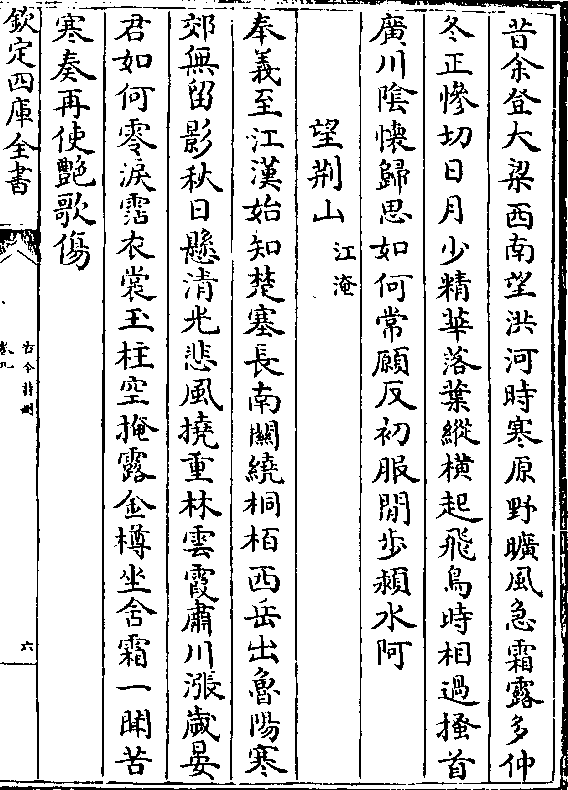 昔余登大梁西南望洪河時寒原野曠風急霜露多仲
冬正慘切日月少精華落葉縱横起飛鳥時相過搔首
廣川隂懐歸思如何常願反初服閒步潁水阿
望荆山 江淹
奉義至江漢始知楚塞長南闗繞桐柏西岳出魯陽寒
郊無留影秋日懸清光悲風撓重林雲霞肅川漲歲晏
君如何零淚霑衣裳玉柱空掩露金樽坐含霜一聞苦
寒奏再使艷歌傷
欽定四庫全書
古今詩刪
卷九
六